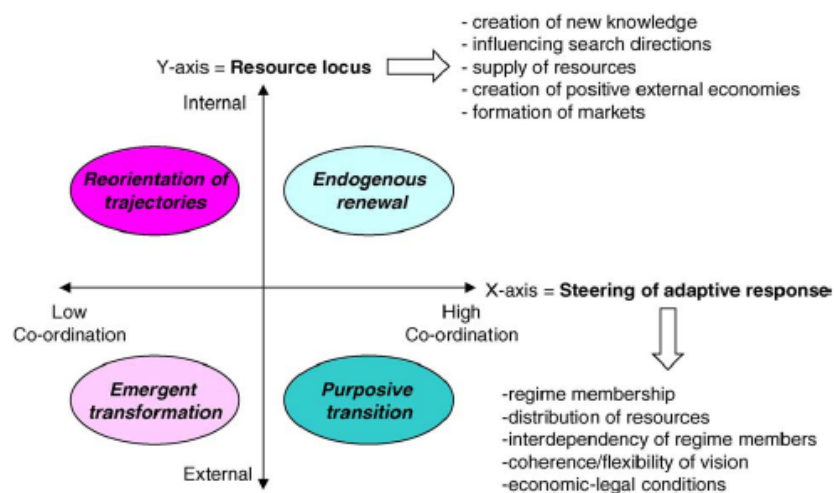 - creation of new knowledge
- influencing search directions
- supply of resources
- creation of positive external economies
- formation of markets
Y-axis = Resource locus
Internal
Reorientation of
trajectories
Endogenous
renewal
X-axis = Steering of adaptive response
Low
Co-ordination
High
Co-ordination
Emergent
transformation
Purposive
transition
-regime membership
-distribution of resources
-interdependency of regime members
-coherence/flexibility of vision
-economic-legal conditions
External